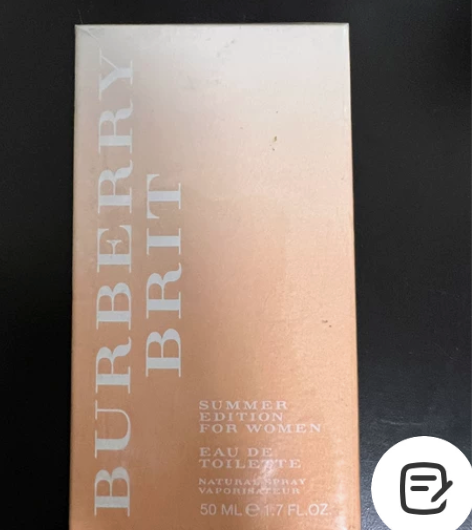 BURBERRY
BRIT
SUMMER
EDITION
FOR WOMEN
EAU DE
TOILETTE
NATURAL SPRAY
VAPORISATEUR
50 ML ℮ 1.7 FL.OZ.